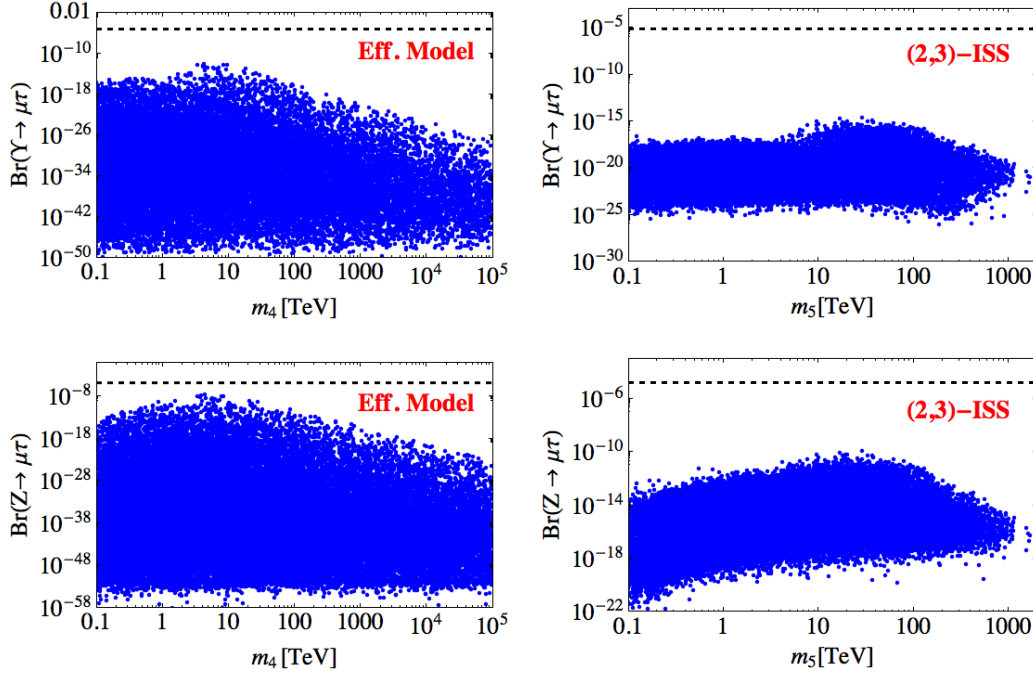 0.01
10^-10
10^-18
10^-26
10^-34
10^-42
10^-50
Br(Υ→ μτ)
Eff. Model
0.1 1 10 100 1000 10^4 10^5
m_4 [TeV]
10^-5
10^-10
10^-15
10^-20
10^-25
10^-30
Br(Υ→ μτ)
(2,3)-ISS
0.1 1 10 100 1000
m_5 [TeV]
10^-8
10^-18
10^-28
10^-38
10^-48
10^-58
Br(Z→ μτ)
Eff. Model
0.1 1 10 100 1000 10^4 10^5
m_4 [TeV]
10^-6
10^-10
10^-14
10^-18
10^-22
Br(Z→ μτ)
(2,3)-ISS
0.1 1 10 100 1000
m_5 [TeV]